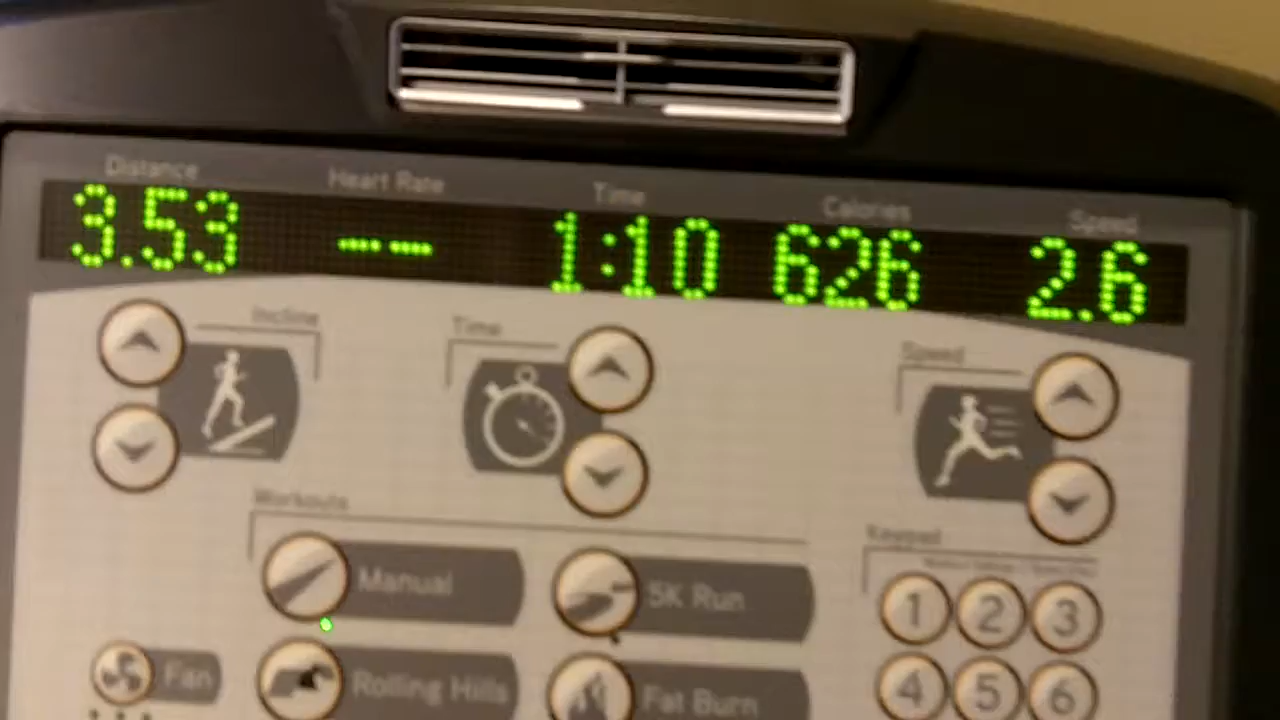 Distance Heart Rate Time Calories Speed
3.53 -- 1:10 626 2.6
Incline Time Speed
Workouts Keypad
Manual 5K Run 1 2 3
Fan Rolling Hills Fat Burn 4 5 6